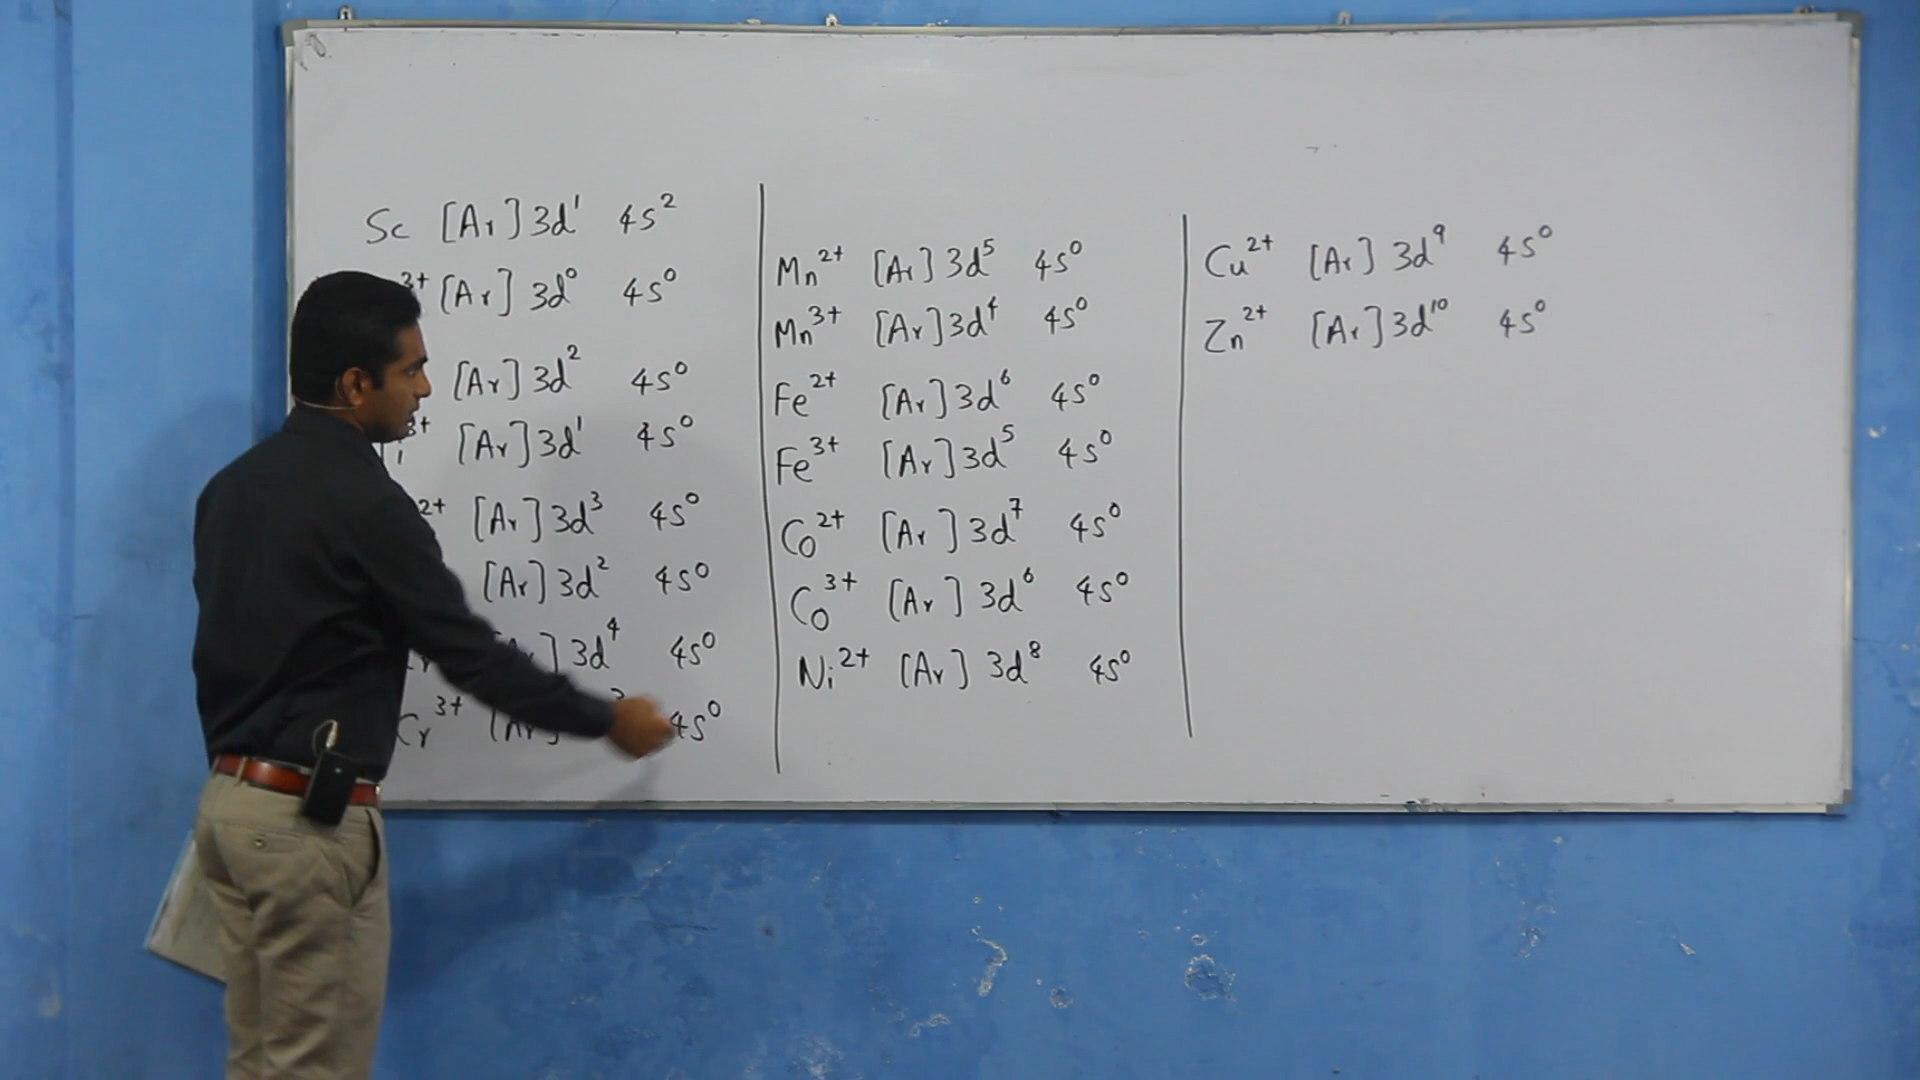 Sc [Ar] 3d¹ 4s²
3+ [Ar] 3d⁰ 4s⁰
[Ar] 3d² 4s⁰
3+ [Ar] 3d¹ 4s⁰
2+ [Ar] 3d³ 4s⁰
[Ar] 3d² 4s⁰
[Ar] 3d⁴ 4s⁰
Cr³⁺ [Ar] 4s⁰
Mn²⁺ [Ar] 3d⁵ 4s⁰
Mn³⁺ [Ar] 3d⁴ 4s⁰
Fe²⁺ [Ar] 3d⁶ 4s⁰
Fe³⁺ [Ar] 3d⁵ 4s⁰
Co²⁺ [Ar] 3d⁷ 4s⁰
Co³⁺ [Ar] 3d⁶ 4s⁰
Ni²⁺ [Ar] 3d⁸ 4s⁰
Cu²⁺ [Ar] 3d⁹ 4s⁰
Zn²⁺ [Ar] 3d¹⁰ 4s⁰